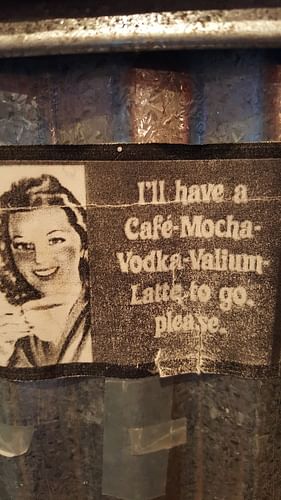 I'll have a
Café-Mocha-
Vodka-Valium-
Latte to go,
please.